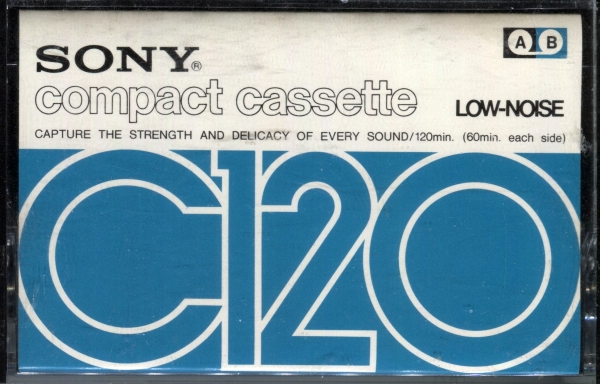 SONY®
A B
compact cassette
LOW-NOISE
CAPTURE THE STRENGTH AND DELICACY OF EVERY SOUND/120min. (60min. each side)
C120